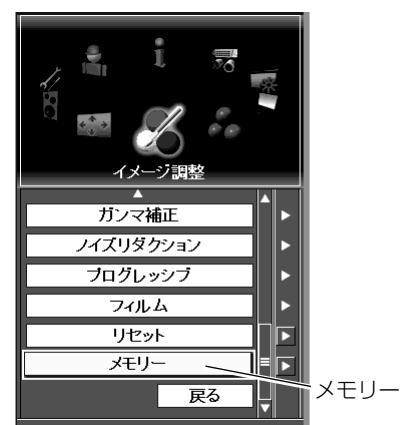 イメージ調整
ガンマ補正
ノイズリダクション
プログレッシブ
フィルム
リセット
メモリー
メモリー
戻る